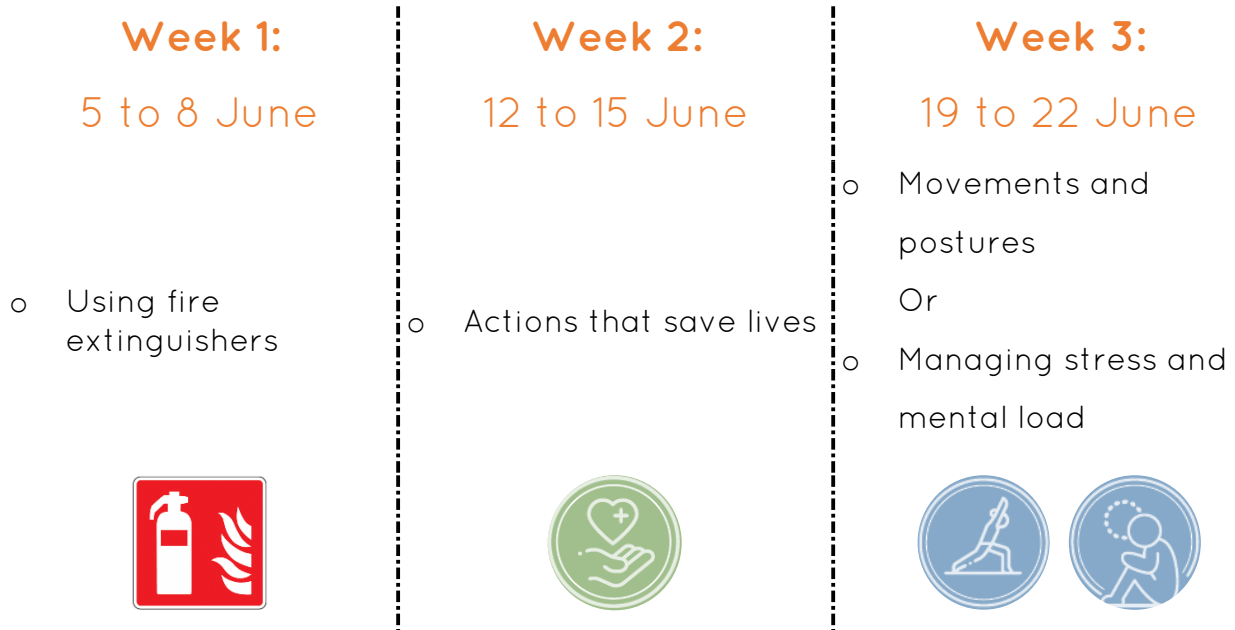 Week 1:
5 to 8 June
o Using fire
extinguishers
Week 2:
12 to 15 June
o Actions that save lives
Week 3:
19 to 22 June
o Movements and
postures
Or
o Managing stress and
mental load